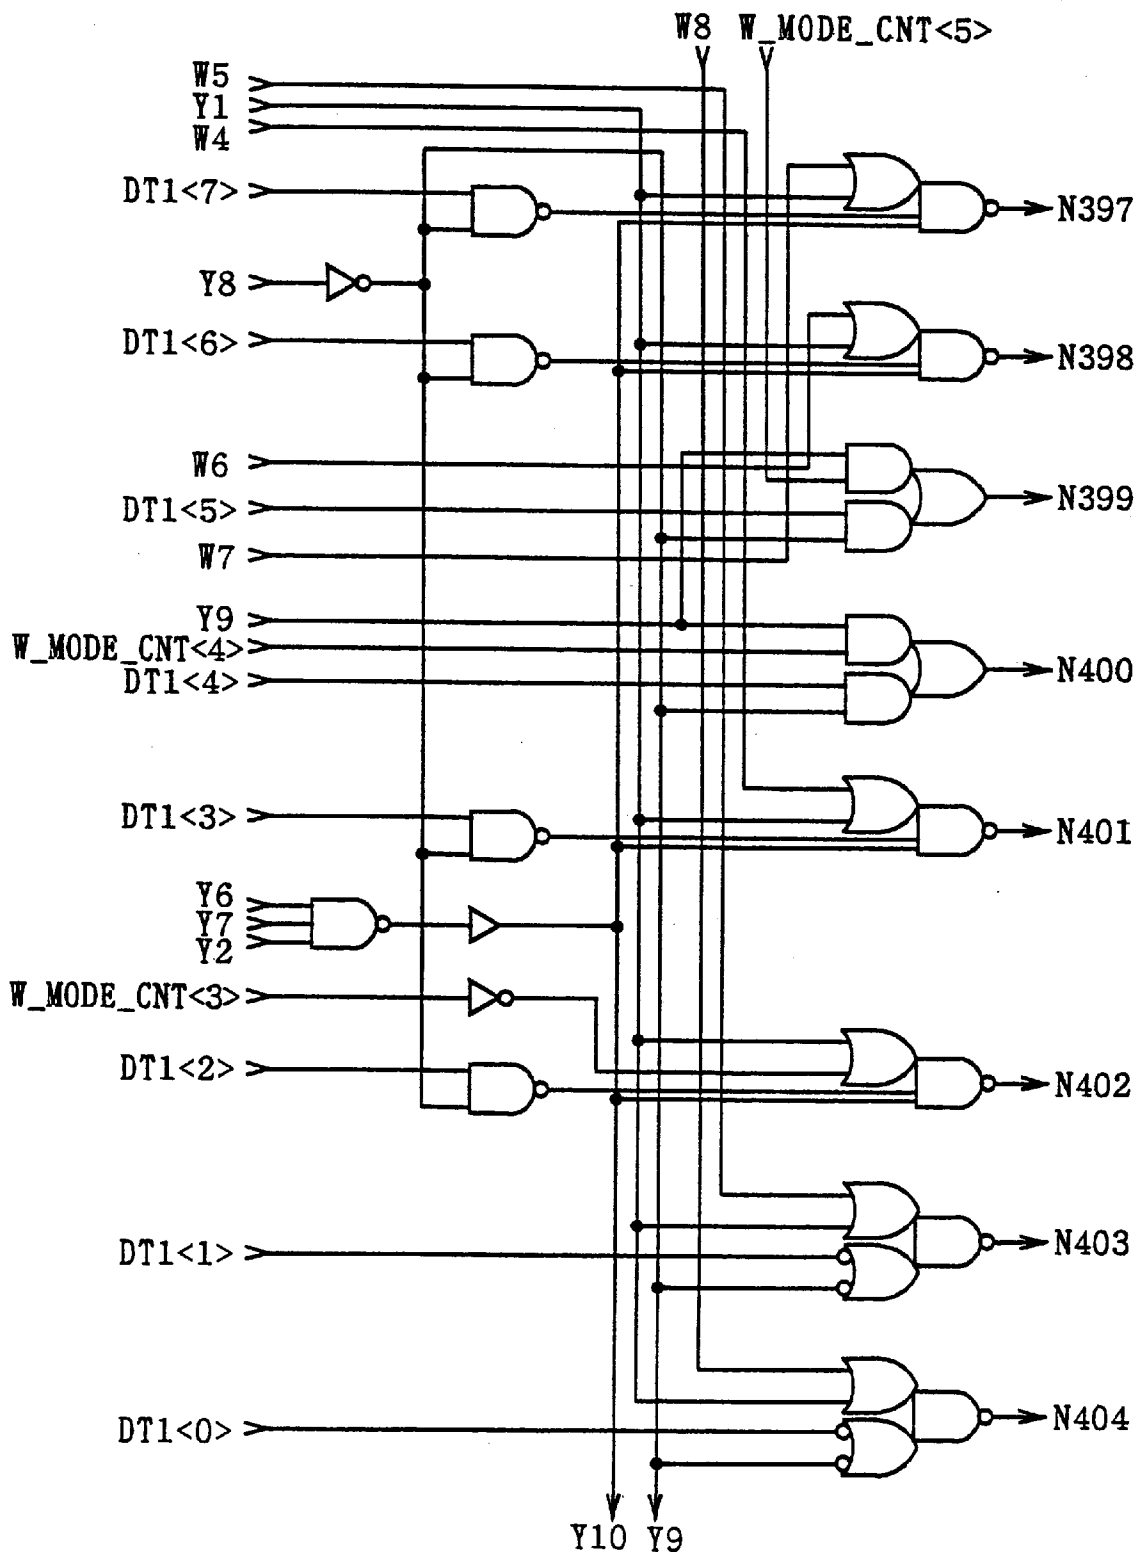 W8 W_MODE_CNT<5>
W5
Y1
W4
DT1<7>
N397
Y8
DT1<6>
N398
W6
N399
DT1<5>
W7
Y9
W_MODE_CNT<4>
N400
DT1<4>
DT1<3>
N401
Y6
Y7
Y2
W_MODE_CNT<3>
DT1<2>
N402
DT1<1>
N403
DT1<0>
N404
Y10 Y9